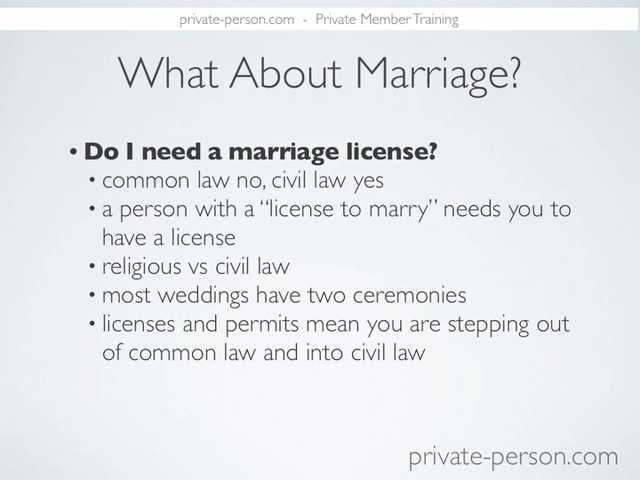 private-person.com - Private Member Training
What About Marriage?
• Do I need a marriage license?
• common law no, civil law yes
• a person with a “license to marry” needs you to
have a license
• religious vs civil law
• most weddings have two ceremonies
• licenses and permits mean you are stepping out
of common law and into civil law
private-person.com